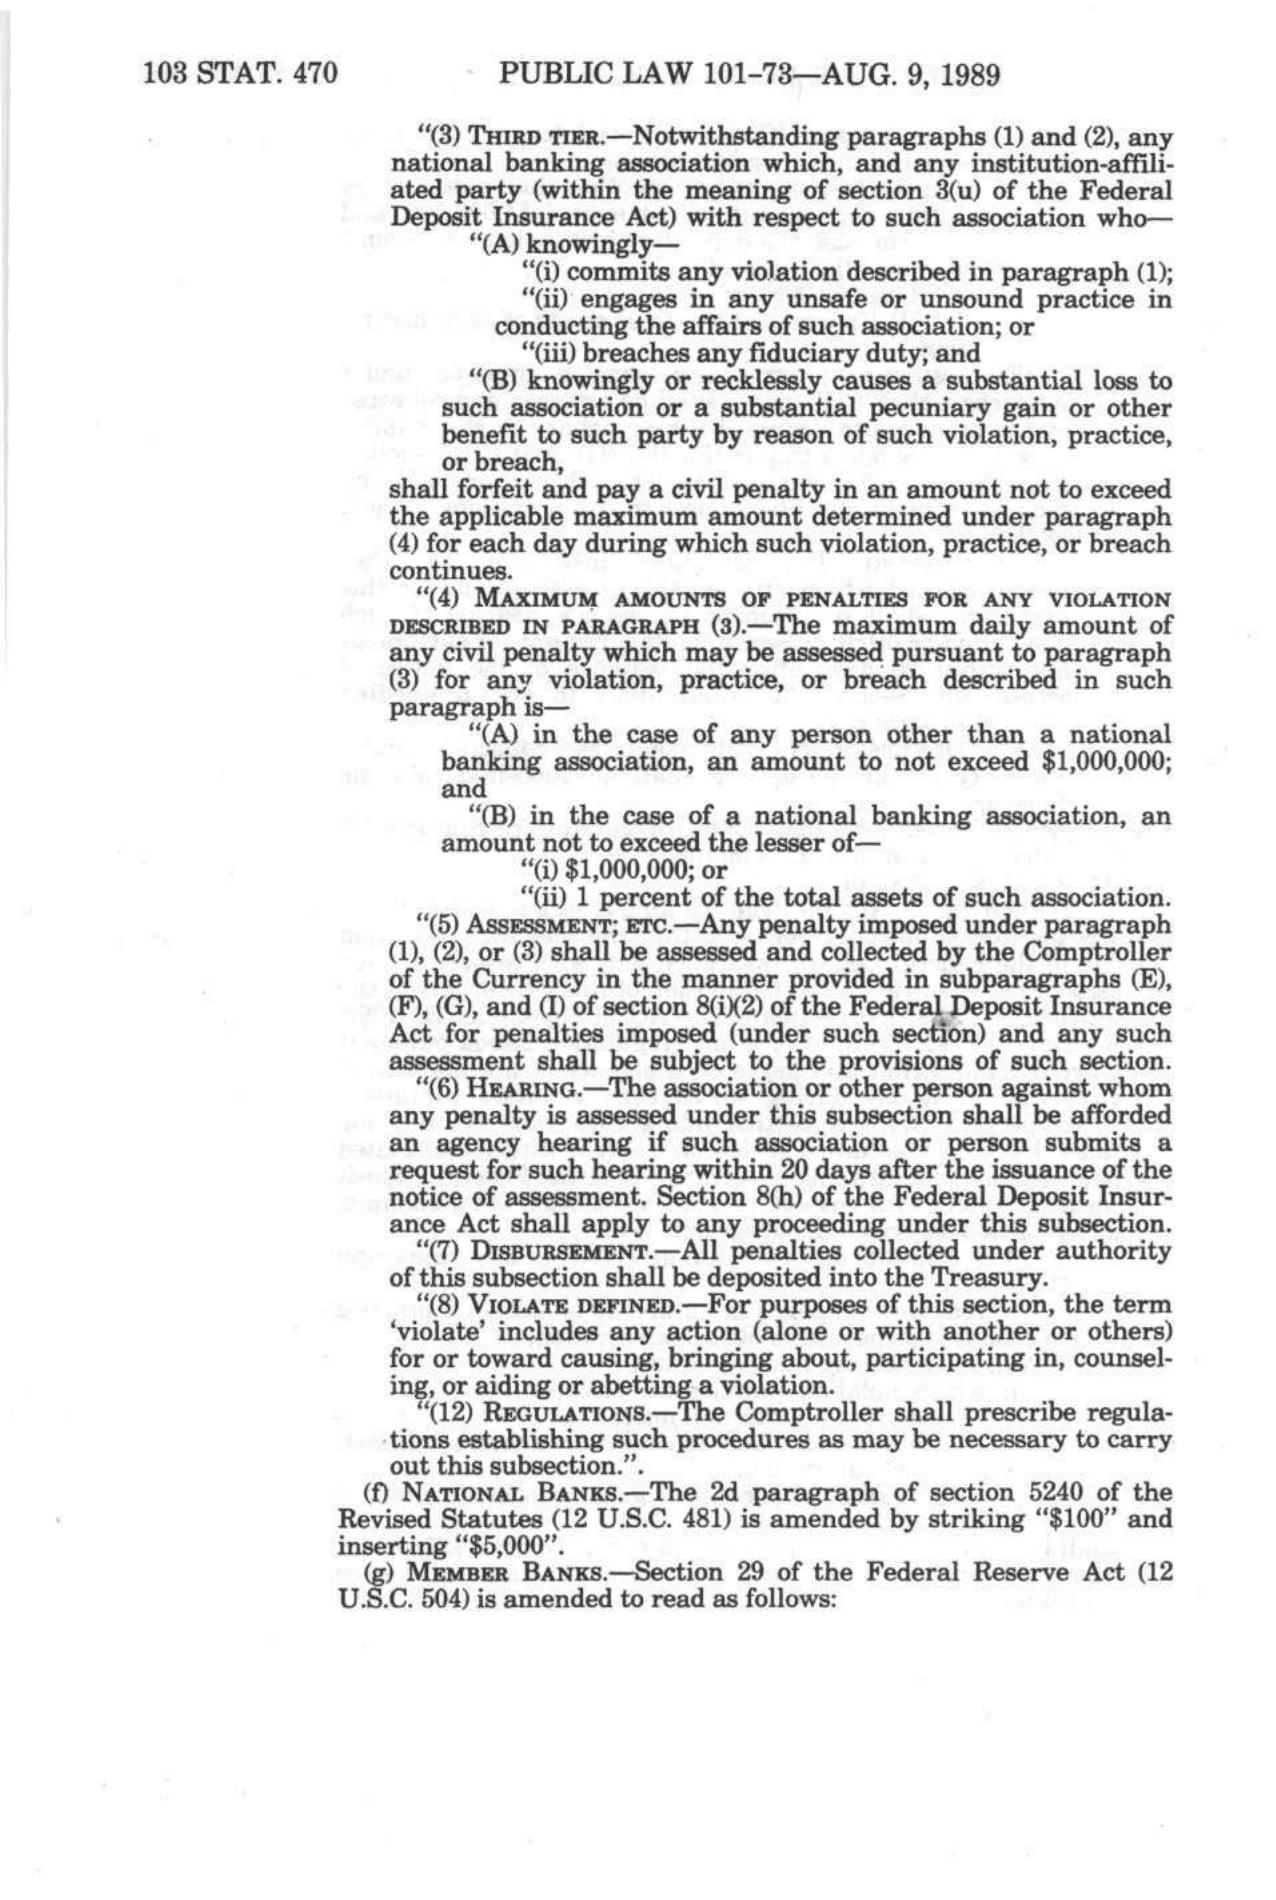 103 STAT. 470 PUBLIC LAW 101-73—AUG. 9, 1989
“(3) THIRD TIER.—Notwithstanding paragraphs (1) and (2), any
national banking association which, and any institution-affili-
ated party (within the meaning of section 3(u) of the Federal
Deposit Insurance Act) with respect to such association who—
“(A) knowingly—
“(i) commits any violation described in paragraph (1);
“(ii) engages in any unsafe or unsound practice in
conducting the affairs of such association; or
“(iii) breaches any fiduciary duty; and
“(B) knowingly or recklessly causes a substantial loss to
such association or a substantial pecuniary gain or other
benefit to such party by reason of such violation, practice,
or breach,
shall forfeit and pay a civil penalty in an amount not to exceed
the applicable maximum amount determined under paragraph
(4) for each day during which such violation, practice, or breach
continues.
“(4) MAXIMUM AMOUNTS OF PENALTIES FOR ANY VIOLATION
DESCRIBED IN PARAGRAPH (3).—The maximum daily amount of
any civil penalty which may be assessed pursuant to paragraph
(3) for any violation, practice, or breach described in such
paragraph is—
“(A) in the case of any person other than a national
banking association, an amount to not exceed $1,000,000;
and
“(B) in the case of a national banking association, an
amount not to exceed the lesser of—
“(i) $1,000,000; or
“(ii) 1 percent of the total assets of such association.
“(5) ASSESSMENT; ETC.—Any penalty imposed under paragraph
(1), (2), or (3) shall be assessed and collected by the Comptroller
of the Currency in the manner provided in subparagraphs (E),
(F), (G), and (I) of section 8(i)(2) of the Federal Deposit Insurance
Act for penalties imposed (under such section) and any such
assessment shall be subject to the provisions of such section.
“(6) HEARING.—The association or other person against whom
any penalty is assessed under this subsection shall be afforded
an agency hearing if such association or person submits a
request for such hearing within 20 days after the issuance of the
notice of assessment. Section 8(h) of the Federal Deposit Insur-
ance Act shall apply to any proceeding under this subsection.
“(7) DISBURSEMENT.—All penalties collected under authority
of this subsection shall be deposited into the Treasury.
“(8) VIOLATE DEFINED.—For purposes of this section, the term
‘violate’ includes any action (alone or with another or others)
for or toward causing, bringing about, participating in, counsel-
ing, or aiding or abetting a violation.
“(12) REGULATIONS.—The Comptroller shall prescribe regula-
tions establishing such procedures as may be necessary to carry
out this subsection.”.
(f) NATIONAL BANKS.—The 2d paragraph of section 5240 of the
Revised Statutes (12 U.S.C. 481) is amended by striking “$100” and
inserting “$5,000”.
(g) MEMBER BANKS.—Section 29 of the Federal Reserve Act (12
U.S.C. 504) is amended to read as follows: